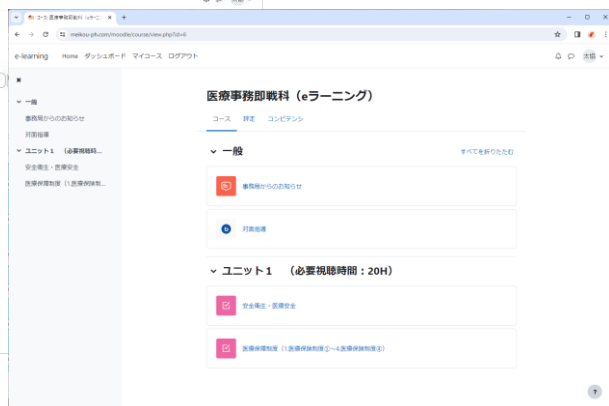 コース: 医療事務即戦科 (eラーニ
meikou-ph.com/moodle/course/view.php?id=6
e-learning Home ダッシュボード マイコース ログアウト 太協
一般
事務局からのお知らせ
対面指導
ユニット1 (必要視聴時...
安全衛生・医療安全
医療保障制度(1.医療保険制...
医療事務即戦科(eラーニング)
コース 評定 コンピテンシ
一般 すべてを折りたたむ
事務局からのお知らせ
対面指導
ユニット1 (必要視聴時間:20H)
安全衛生・医療安全
医療保障制度(1.医療保険制度①~4.医療保険制度④)
?